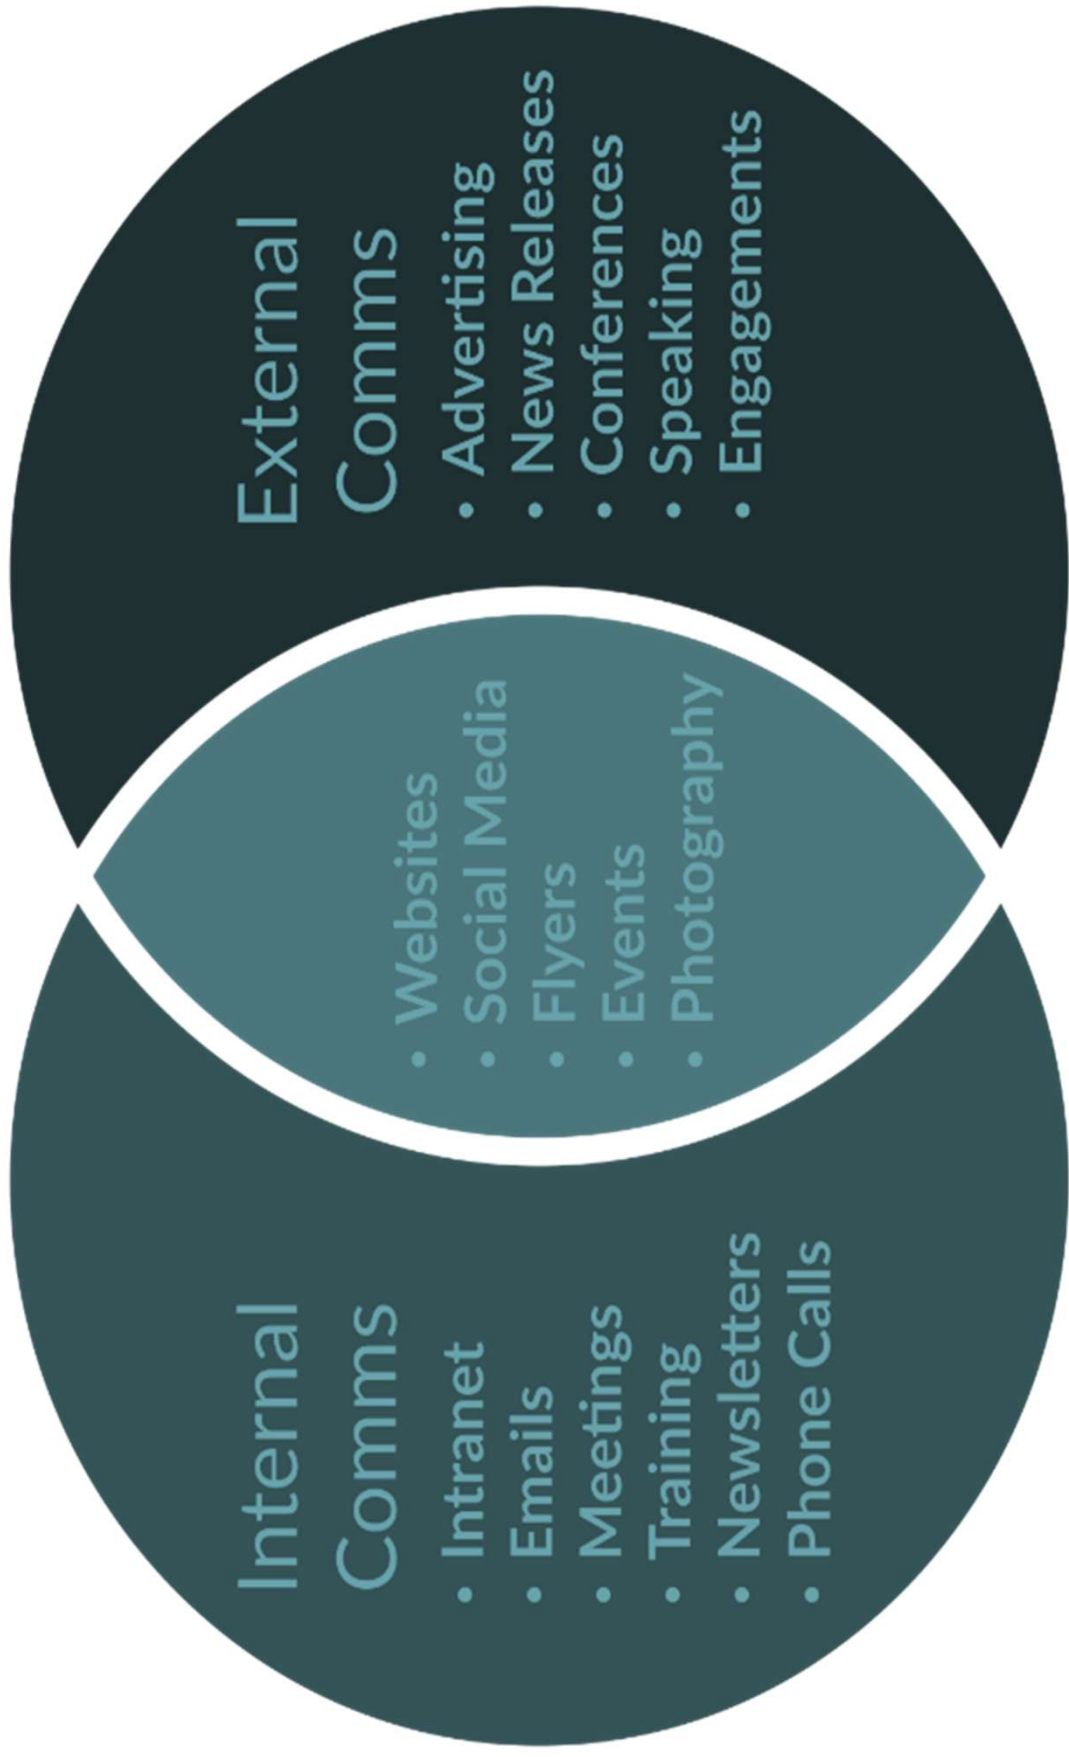 Internal
Comms
• Intranet
• Emails
• Meetings
• Training
• Newsletters
• Phone Calls
• Websites
• Social Media
• Flyers
• Events
• Photography
External
Comms
• Advertising
• News Releases
• Conferences
• Speaking
• Engagements